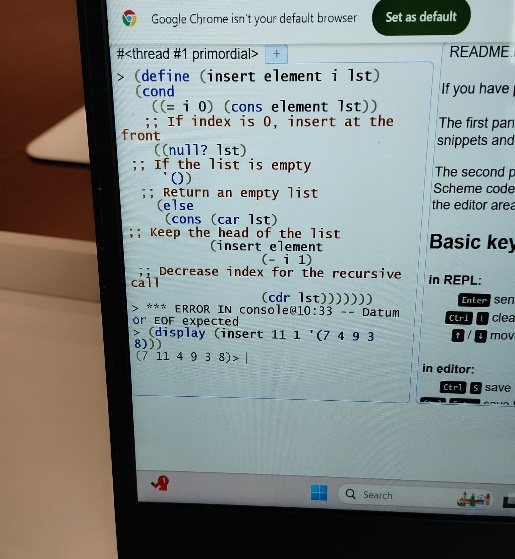 Google Chrome isn't your default browser
Set as default
#<thread #1 primordial>
+
> (define (insert element i lst)
(cond
((= i 0) (cons element lst))
;; If index is 0, insert at the
front
((null? lst)
;; If the list is empty
'())
;; Return an empty list
(else
(cons (car lst)
;; Keep the head of the list
(insert element
(- i 1)
;; Decrease index for the recursive
call
(cdr lst)))))))
> *** ERROR IN console@10:33 -- Datum
or EOF expected
> (display (insert 11 1 '(7 4 9 3
8)))
(7 11 4 9 3 8)>
README.
If you have
The first pan
snippets and
The second p
Scheme code
the editor area
Basic key
in REPL:
Enter sen
Ctrl clea
/ mov
in editor:
Ctrl S save
Search